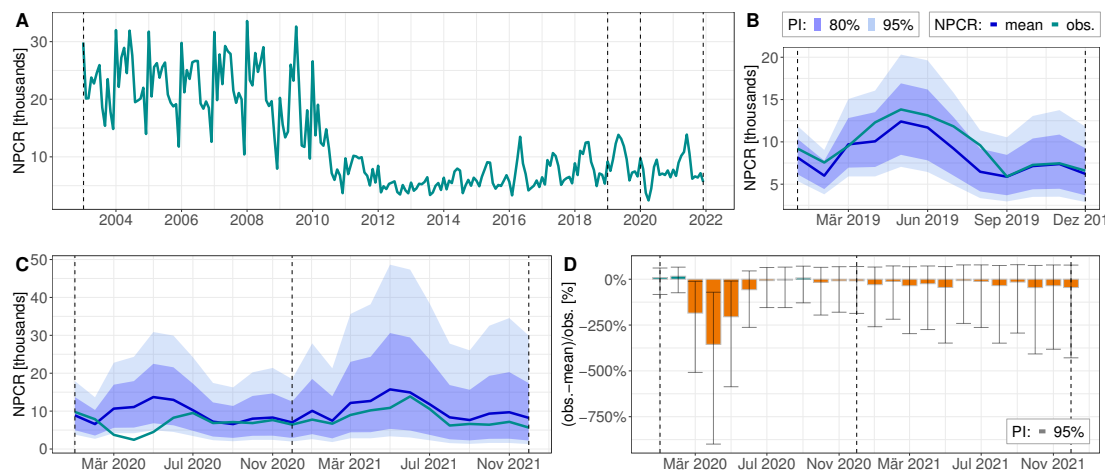 A
NPCR [thousands]
30
20
10
2004 2006 2008 2010 2012 2014 2016 2018 2020 2022
B
PI: 80% 95%
NPCR: mean obs.
NPCR [thousands]
20
15
10
5
Mär 2019 Jun 2019 Sep 2019 Dez 201
C
NPCR [thousands]
50
40
30
20
10
0
Mär 2020 Jul 2020 Nov 2020 Mär 2021 Jul 2021 Nov 2021
D
(obs.−mean)/obs. [%]
0%
−250%
−500%
−750%
PI: 95%
Mär 2020 Jul 2020 Nov 2020 Mär 2021 Jul 2021 Nov 2021